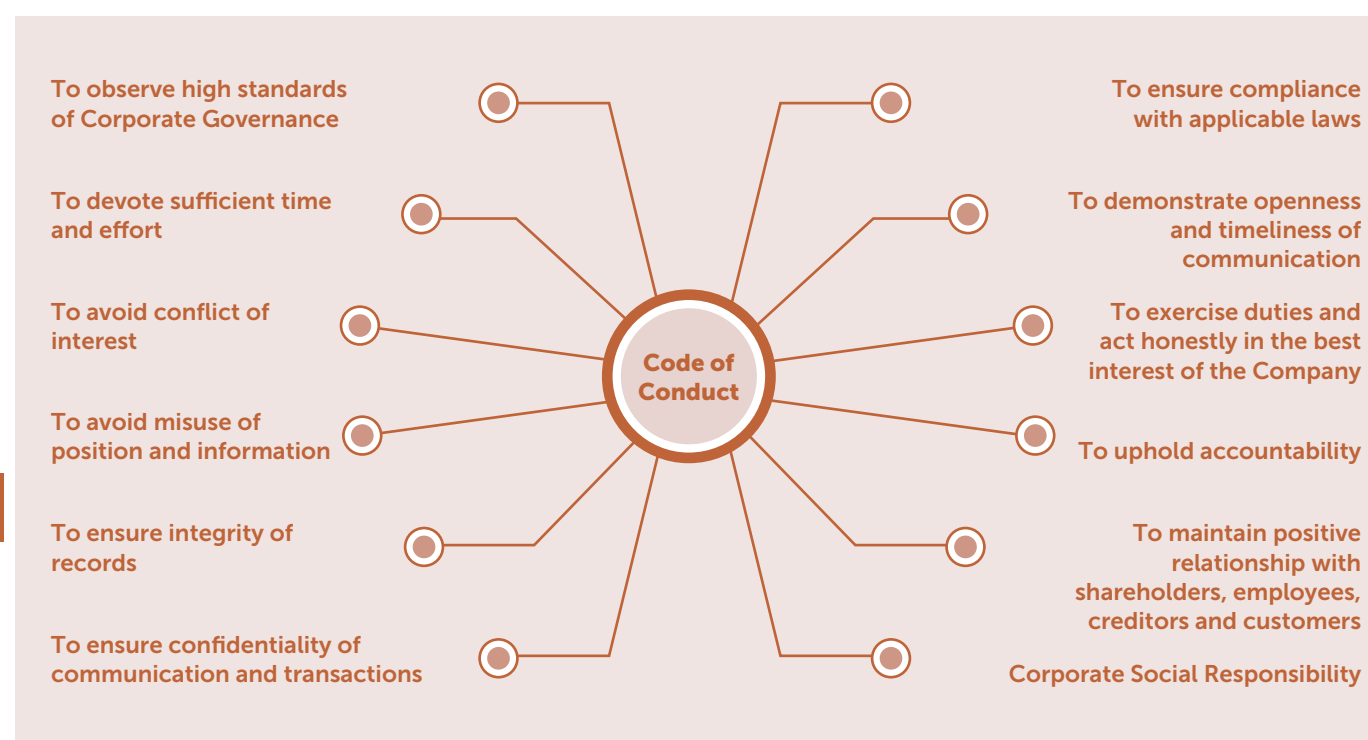 To observe high standards
of Corporate Governance
To devote sufficient time
and effort
To avoid conflict of
interest
To avoid misuse of
position and information
To ensure integrity of
records
To ensure confidentiality of
communication and transactions
Code of
Conduct
To ensure compliance
with applicable laws
To demonstrate openness
and timeliness of
communication
To exercise duties and
act honestly in the best
interest of the Company
To uphold accountability
To maintain positive
relationship with
shareholders, employees,
creditors and customers
Corporate Social Responsibility